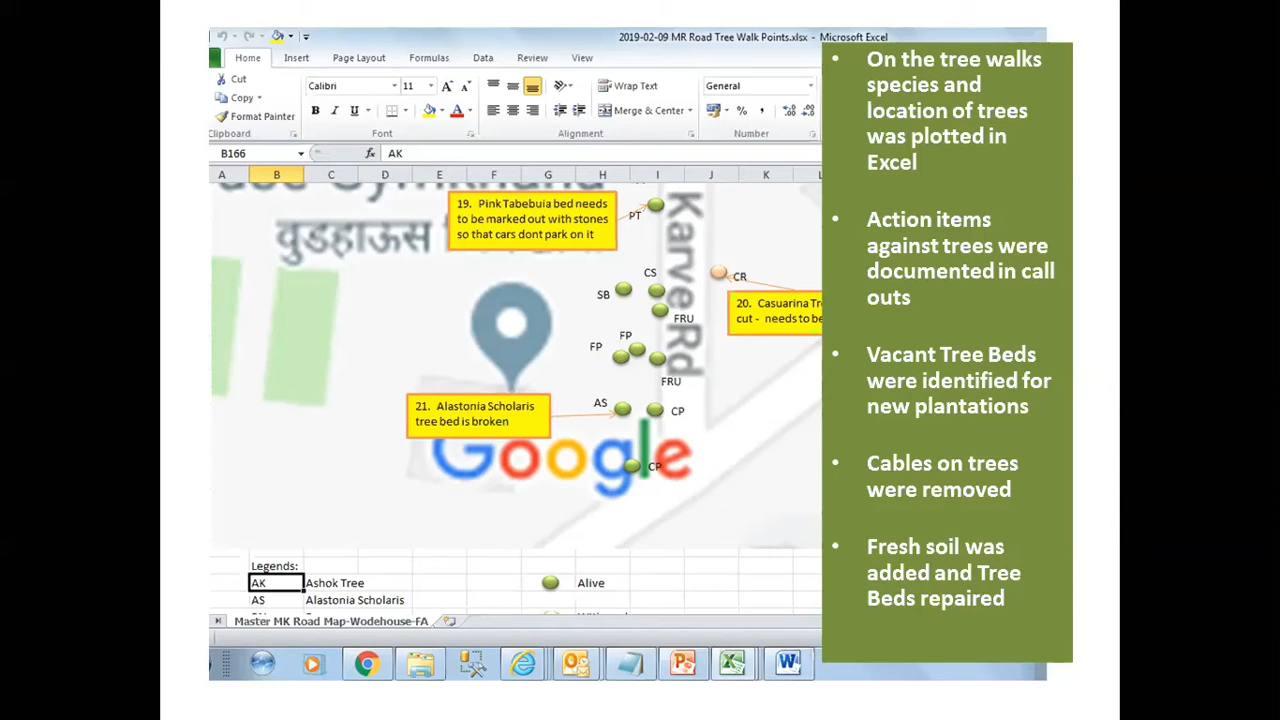 2019-02-09 MR Road Tree Walk Points.xlsx - Microsoft Excel
Home Insert Page Layout Formulas Data Review View
Cut
Copy
Format Painter
Clipboard
Calibri 11
B I U
Font
Wrap Text
Merge & Center
Alignment
General
Number
B166 fx AK
A B C D E F G H I J K L
वुडहाऊस
19. Pink Tabebuia bed needs
to be marked out with stones
so that cars dont park on it
PT
Karve Rd
CS
CR
SB
20. Casuarina Tr
cut - needs to be
FRU
FP
FP
FRU
21. Alastonia Scholaris
tree bed is broken
AS
CP
Google
CP
Legends:
AK Ashok Tree Alive
AS Alastonia Scholaris
Master MK Road Map-Wodehouse-FA
• On the tree walks
species and
location of trees
was plotted in
Excel
• Action items
against trees were
documented in call
outs
• Vacant Tree Beds
were identified for
new plantations
• Cables on trees
were removed
• Fresh soil was
added and Tree
Beds repaired